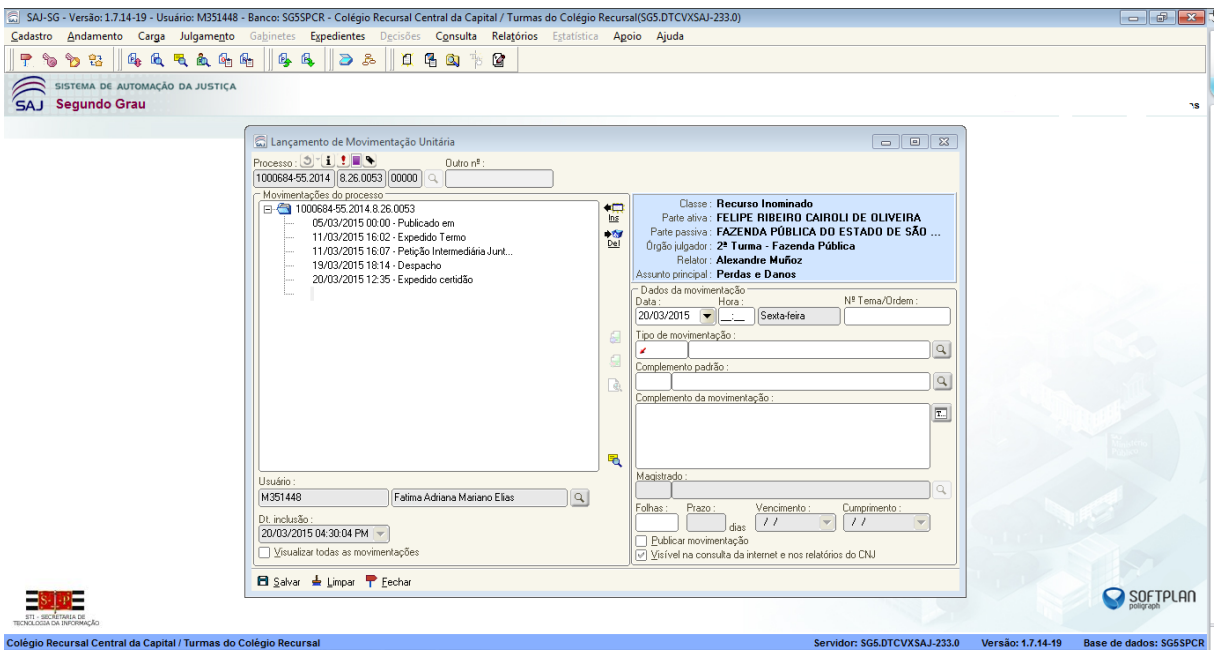 SAJ-SG - Versão: 1.7.14-19 - Usuário: M351448 - Banco: SG5SPCR - Colégio Recursal Central da Capital / Turmas do Colégio Recursal(SG5.DTCVXSAJ-233.0)
Cadastro Andamento Carga Julgamento Gabinetes Expedientes Decisões Consulta Relatórios Estatística Apoio Ajuda
SISTEMA DE AUTOMAÇÃO DA JUSTIÇA
SAJ Segundo Grau
Lançamento de Movimentação Unitária
Processo :
Outro nº :
1000684-55.2014 8.26.0053 00000
Movimentações do processo
1000684-55.2014.8.26.0053
05/03/2015 00:00 - Publicado em
11/03/2015 16:02 - Expedido Termo
11/03/2015 16:07 - Petição Intermediária Junt...
19/03/2015 18:14 - Despacho
20/03/2015 12:35 - Expedido certidão
Ins
Del
Usuário :
M351448 Fatima Adriana Mariano Elias
Dt. inclusão :
20/03/2015 04:30:04 PM
Visualizar todas as movimentações
Classe : Recurso Inominado
Parte ativa : FELIPE RIBEIRO CAIROLI DE OLIVEIRA
Parte passiva : FAZENDA PÚBLICA DO ESTADO DE SÃO ...
Órgão julgador : 2ª Turma - Fazenda Pública
Relator : Alexandre Muñoz
Assunto principal : Perdas e Danos
Dados da movimentação
Data : Hora : Nº Tema/Ordem :
20/03/2015 __:__ Sexta-feira
Tipo de movimentação :
Complemento padrão :
Complemento da movimentação :
T...
Magistrado :
Folhas : Prazo : Vencimento : Cumprimento :
dias / / / /
Publicar movimentação
Visível na consulta da internet e nos relatórios do CNJ
Salvar Limpar Fechar
STI - SECRETARIA DE
TECNOLOGIA DA INFORMAÇÃO
SOFTPLAN
poligraph
Colégio Recursal Central da Capital / Turmas do Colégio Recursal Servidor: SG5.DTCVXSAJ-233.0 Versão: 1.7.14-19 Base de dados: SG5SPCR